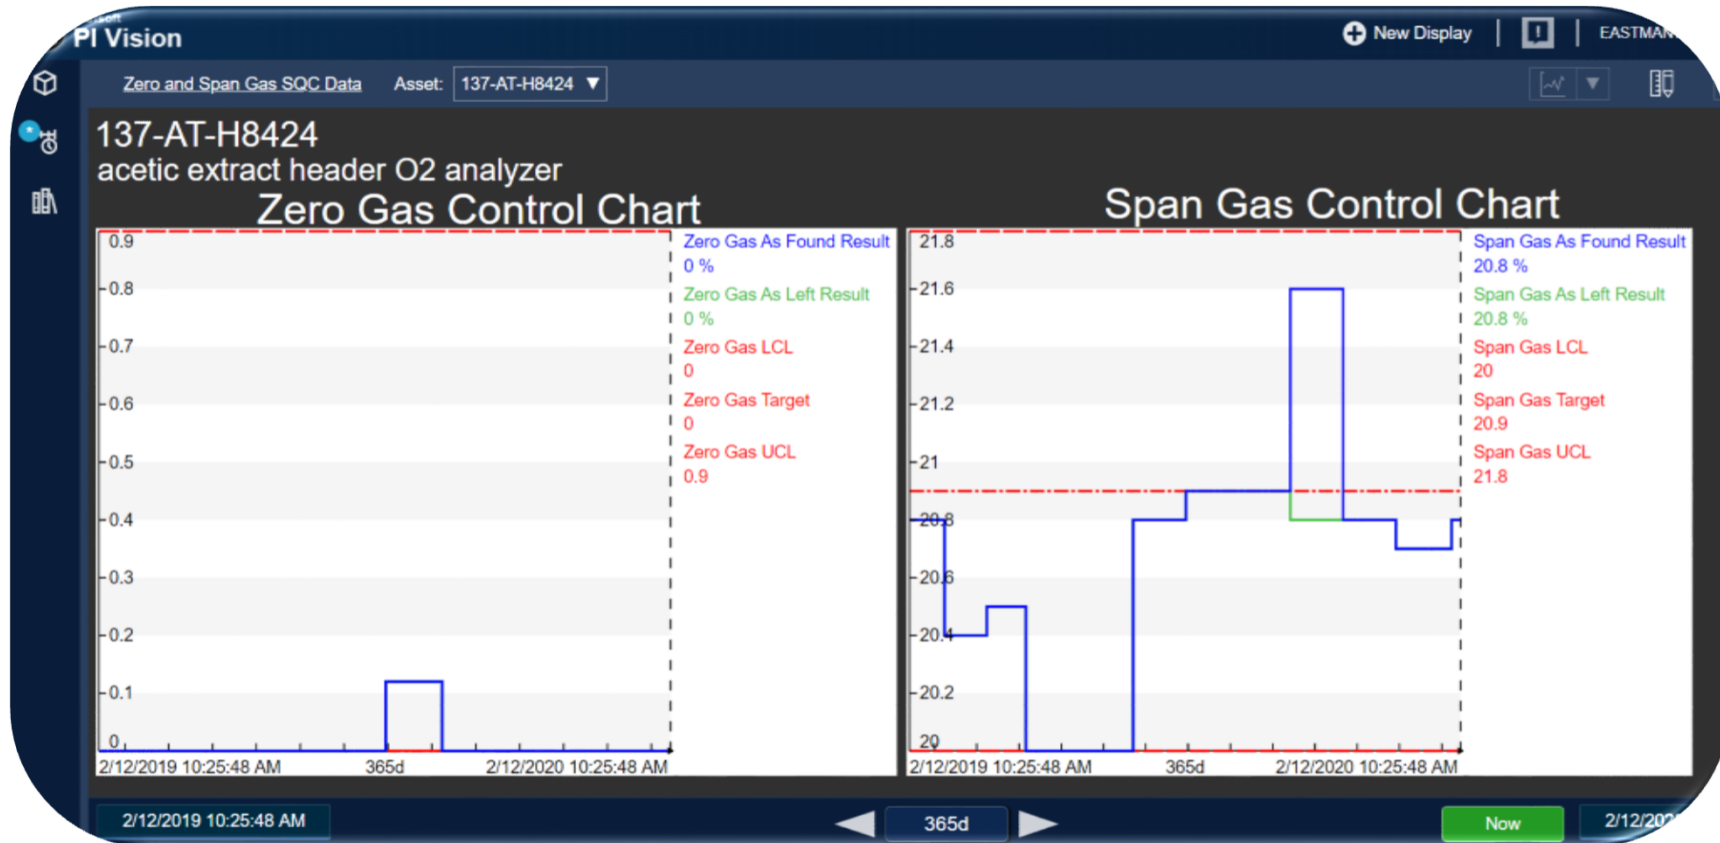 PI Vision
New Display
Zero and Span Gas SQC Data Asset: 137-AT-H8424
137-AT-H8424
acetic extract header O2 analyzer
Zero Gas Control Chart
0.9
0.8
0.7
0.6
0.5
0.4
0.3
0.2
0.1
0
2/12/2019 10:25:48 AM 365d 2/12/2020 10:25:48 AM
Zero Gas As Found Result
0 %
Zero Gas As Left Result
0 %
Zero Gas LCL
0
Zero Gas Target
0
Zero Gas UCL
0.9
Span Gas Control Chart
21.8
21.6
21.4
21.2
21
20.8
20.6
20.4
20.2
20
2/12/2019 10:25:48 AM 365d 2/12/2020 10:25:48 AM
Span Gas As Found Result
20.8 %
Span Gas As Left Result
20.8 %
Span Gas LCL
20
Span Gas Target
20.9
Span Gas UCL
21.8
2/12/2019 10:25:48 AM 365d Now